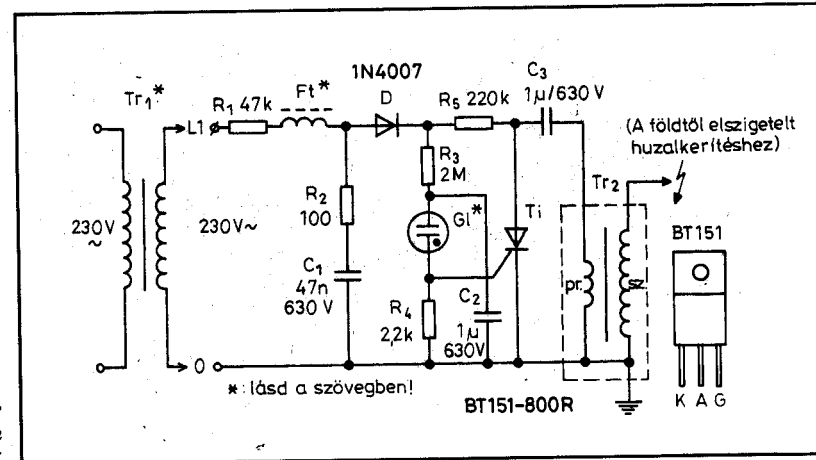 Tr₁*
230V
~
L1
R₁ 47k
Ft*
1N4007
D
R₅ 220k
C₃
1µ/630 V
(A földtől elszigetelt
huzalkerítéshez)
R₂
100
R₃
2M
Gl*
Ti
Tr₂
BT151
230V~
C₁
47n
630 V
R₄
2,2k
C₂
1µ
630V
pr.
sz.
0
*: lásd a szövegben!
BT151-800R
K A G